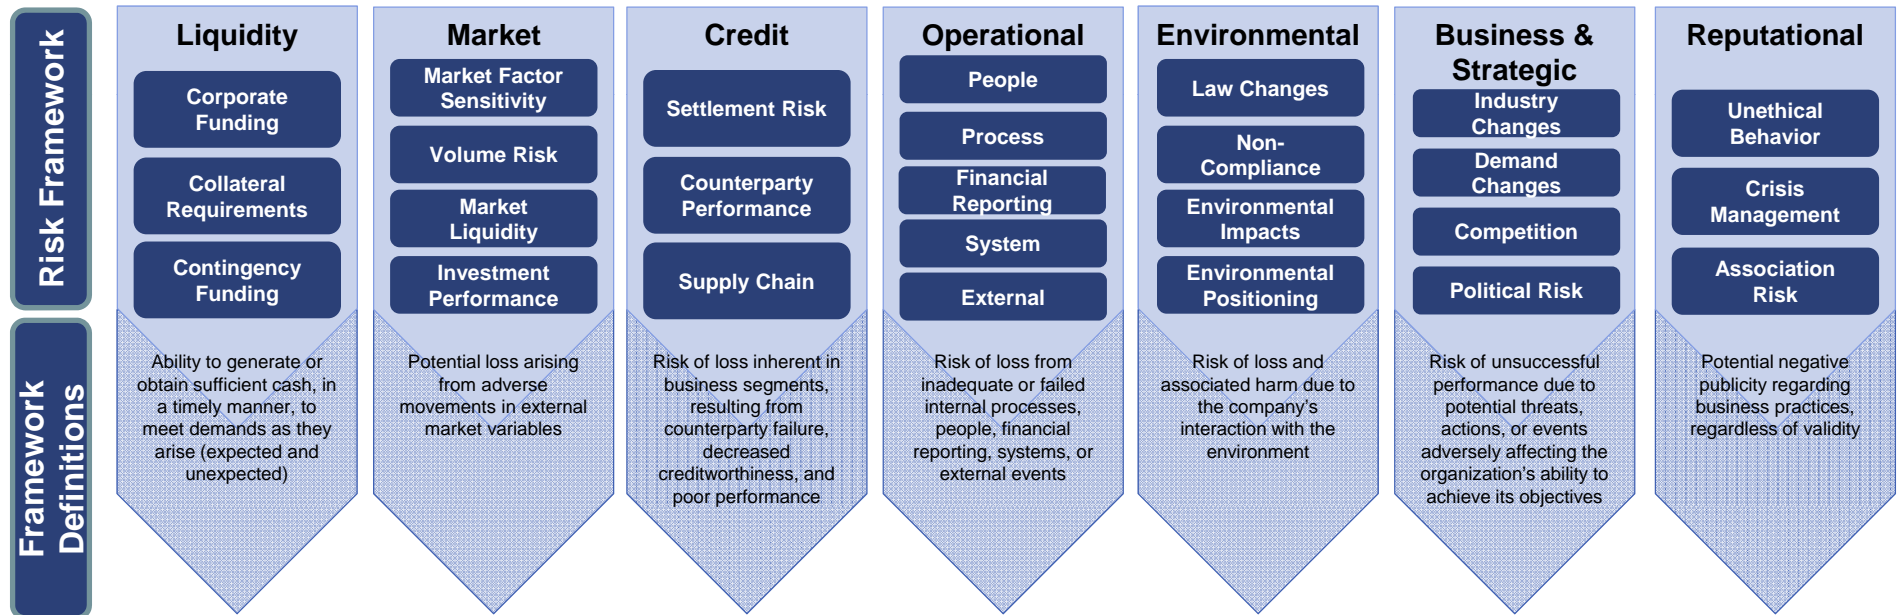 Risk Framework
Liquidity
Corporate
Funding
Collateral
Requirements
Contingency
Funding
Market
Market Factor
Sensitivity
Volume Risk
Market
Liquidity
Investment
Performance
Credit
Settlement Risk
Counterparty
Performance
Supply Chain
Operational
People
Process
Financial
Reporting
System
External
Environmental
Law Changes
Non-
Compliance
Environmental
Impacts
Environmental
Positioning
Business &
Strategic
Industry
Changes
Demand
Changes
Competition
Political Risk
Reputational
Unethical
Behavior
Crisis
Management
Association
Risk
Framework
Definitions
Ability to generate or
obtain sufficient cash, in
a timely manner, to
meet demands as they
arise (expected and
unexpected)
Potential loss arising
from adverse
movements in external
market variables
Risk of loss inherent in
business segments,
resulting from
counterparty failure,
decreased
creditworthiness, and
poor performance
Risk of loss from
inadequate or failed
internal processes,
people, financial
reporting, systems, or
external events
Risk of loss and
associated harm due to
the company’s
interaction with the
environment
Risk of unsuccessful
performance due to
potential threats,
actions, or events
adversely affecting the
organization’s ability to
achieve its objectives
Potential negative
publicity regarding
business practices,
regardless of validity